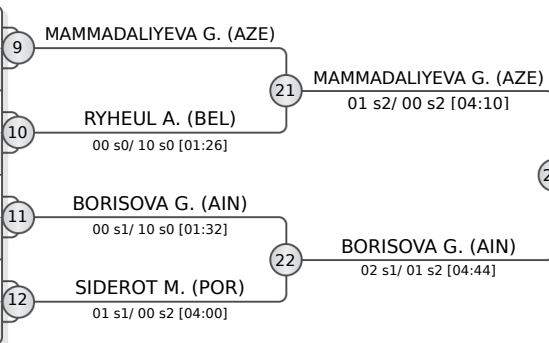 9
MAMMADALIYEVA G. (AZE)
10
RYHEUL A. (BEL)
00 s0/ 10 s0 [01:26]
21
MAMMADALIYEVA G. (AZE)
01 s2/ 00 s2 [04:10]
11
BORISOVA G. (AIN)
00 s1/ 10 s0 [01:32]
12
SIDEROT M. (POR)
01 s1/ 00 s2 [04:00]
22
BORISOVA G. (AIN)
02 s1/ 01 s2 [04:44]